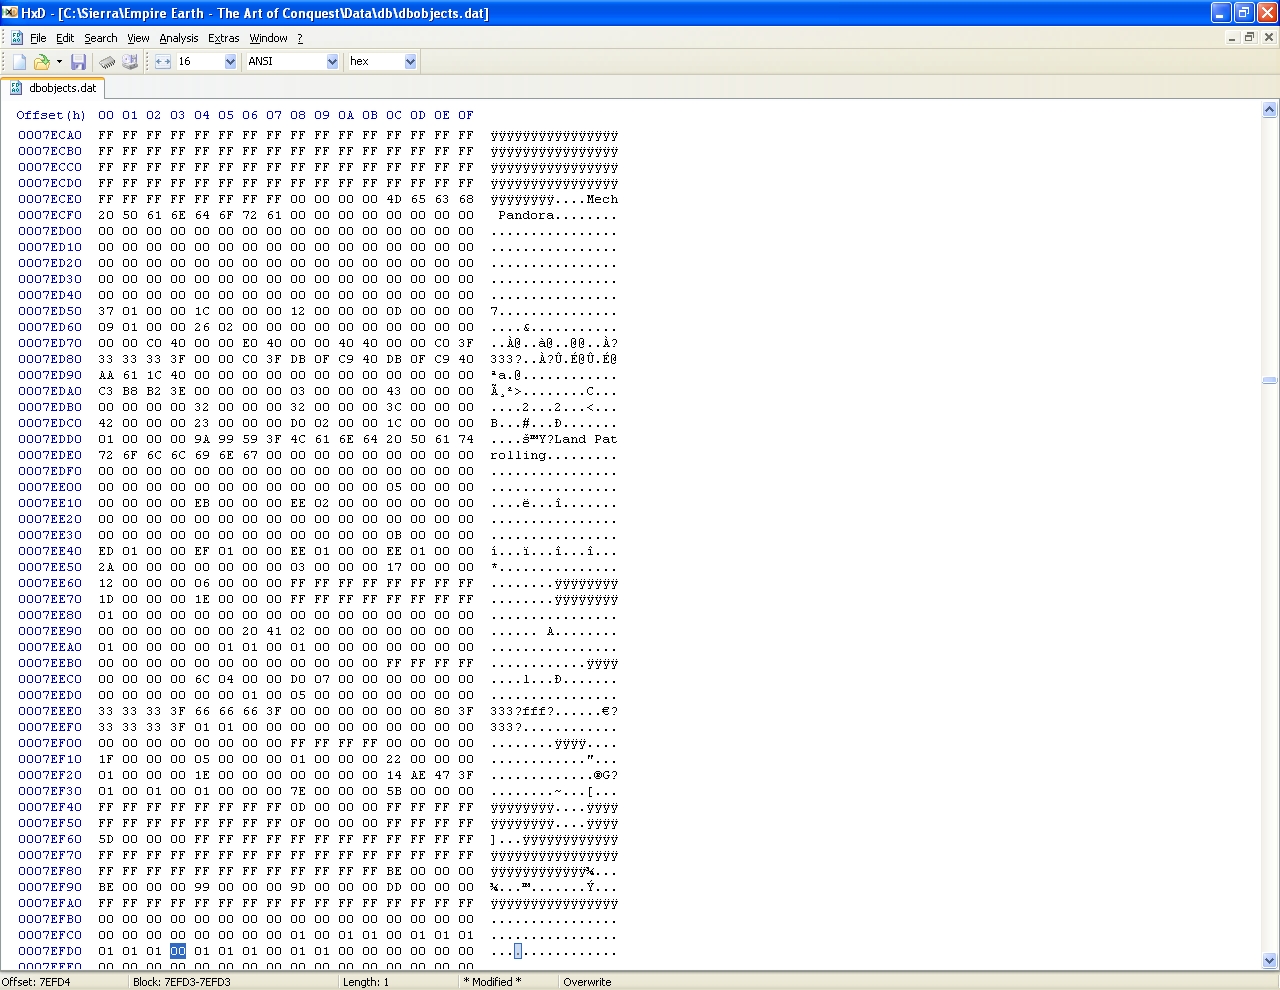 HxD - [C:\Sierra\Empire Earth - The Art of Conquest\Data\db\dbobjects.dat]
File Edit Search View Analysis Extras Window ?
16 ANSI hex
dbobjects.dat
Offset(h) 00 01 02 03 04 05 06 07 08 09 0A 0B 0C 0D 0E 0F
0007ECA0 FF FF FF FF FF FF FF FF FF FF FF FF FF FF FF FF ÿÿÿÿÿÿÿÿÿÿÿÿÿÿÿÿ
0007ECB0 FF FF FF FF FF FF FF FF FF FF FF FF FF FF FF FF ÿÿÿÿÿÿÿÿÿÿÿÿÿÿÿÿ
0007ECC0 FF FF FF FF FF FF FF FF FF FF FF FF FF FF FF FF ÿÿÿÿÿÿÿÿÿÿÿÿÿÿÿÿ
0007ECD0 FF FF FF FF FF FF FF FF FF FF FF FF FF FF FF FF ÿÿÿÿÿÿÿÿÿÿÿÿÿÿÿÿ
0007ECE0 FF FF FF FF FF FF FF FF 00 00 00 00 4D 65 63 68 ÿÿÿÿÿÿÿÿ....Mech
0007ECF0 20 50 61 6E 64 6F 72 61 00 00 00 00 00 00 00 00 Pandora........
0007ED00 00 00 00 00 00 00 00 00 00 00 00 00 00 00 00 00 ................
0007ED10 00 00 00 00 00 00 00 00 00 00 00 00 00 00 00 00 ................
0007ED20 00 00 00 00 00 00 00 00 00 00 00 00 00 00 00 00 ................
0007ED30 00 00 00 00 00 00 00 00 00 00 00 00 00 00 00 00 ................
0007ED40 00 00 00 00 00 00 00 00 00 00 00 00 00 00 00 00 ................
0007ED50 37 01 00 00 1C 00 00 00 12 00 00 00 0D 00 00 00 7...............
0007ED60 09 01 00 00 26 02 00 00 00 00 00 00 00 00 00 00 ....&...........
0007ED70 00 00 C0 40 00 00 E0 40 00 00 40 40 00 00 C0 3F ..À@..à@..@@..À?
0007ED80 33 33 33 3F 00 00 C0 3F DB 0F C9 40 DB 0F C9 40 333?..À?Û.É@Û.É@
0007ED90 AA 61 1C 40 00 00 00 00 00 00 00 00 00 00 00 00 ªa.@............
0007EDA0 C3 B8 B2 3E 00 00 00 00 03 00 00 00 43 00 00 00 Ã¸²>........C...
0007EDB0 00 00 00 00 32 00 00 00 32 00 00 00 3C 00 00 00 ....2...2...<...
0007EDC0 42 00 00 00 23 00 00 00 D0 02 00 00 1C 00 00 00 B...#...Ð.......
0007EDD0 01 00 00 00 9A 99 59 3F 4C 61 6E 64 20 50 61 74 ....š™Y?Land Pat
0007EDE0 72 6F 6C 6C 69 6E 67 00 00 00 00 00 00 00 00 00 rolling.........
0007EDF0 00 00 00 00 00 00 00 00 00 00 00 00 00 00 00 00 ................
0007EE00 00 00 00 00 00 00 00 00 00 00 00 00 05 00 00 00 ................
0007EE10 00 00 00 00 EB 00 00 00 EE 02 00 00 00 00 00 00 ....ë...î.......
0007EE20 00 00 00 00 00 00 00 00 00 00 00 00 00 00 00 00 ................
0007EE30 00 00 00 00 00 00 00 00 00 00 00 00 0B 00 00 00 ................
0007EE40 ED 01 00 00 EF 01 00 00 EE 01 00 00 EE 01 00 00 í...ï...î...î...
0007EE50 2A 00 00 00 00 00 00 00 03 00 00 00 17 00 00 00 *...............
0007EE60 12 00 00 00 06 00 00 00 FF FF FF FF FF FF FF FF ........ÿÿÿÿÿÿÿÿ
0007EE70 1D 00 00 00 1E 00 00 00 FF FF FF FF FF FF FF FF ........ÿÿÿÿÿÿÿÿ
0007EE80 01 00 00 00 00 00 00 00 00 00 00 00 00 00 00 00 ................
0007EE90 00 00 00 00 00 00 20 41 02 00 00 00 00 00 00 00 ...... A........
0007EEA0 01 00 00 00 00 01 01 00 01 00 00 00 00 00 00 00 ................
0007EEB0 00 00 00 00 00 00 00 00 00 00 00 00 FF FF FF FF ............ÿÿÿÿ
0007EEC0 00 00 00 00 6C 04 00 00 D0 07 00 00 00 00 00 00 ....l...Ð.......
0007EED0 00 00 00 00 00 00 01 00 05 00 00 00 00 00 00 00 ................
0007EEE0 33 33 33 3F 66 66 66 3F 00 00 00 00 00 00 80 3F 333?fff?......€?
0007EEF0 33 33 33 3F 01 01 00 00 00 00 00 00 00 00 00 00 333?............
0007EF00 00 00 00 00 00 00 00 00 FF FF FF FF 00 00 00 00 ........ÿÿÿÿ....
0007EF10 1F 00 00 00 05 00 00 00 01 00 00 00 22 00 00 00 ............"...
0007EF20 01 00 00 00 1E 00 00 00 00 00 00 00 14 AE 47 3F .............®G?
0007EF30 01 00 01 00 01 00 00 00 7E 00 00 00 5B 00 00 00 ........~...[...
0007EF40 FF FF FF FF FF FF FF FF 0D 00 00 00 FF FF FF FF ÿÿÿÿÿÿÿÿ....ÿÿÿÿ
0007EF50 FF FF FF FF FF FF FF FF 0F 00 00 00 FF FF FF FF ÿÿÿÿÿÿÿÿ....ÿÿÿÿ
0007EF60 5D 00 00 00 FF FF FF FF FF FF FF FF FF FF FF FF ]...ÿÿÿÿÿÿÿÿÿÿÿÿ
0007EF70 FF FF FF FF FF FF FF FF FF FF FF FF FF FF FF FF ÿÿÿÿÿÿÿÿÿÿÿÿÿÿÿÿ
0007EF80 FF FF FF FF FF FF FF FF FF FF FF FF BE 00 00 00 ÿÿÿÿÿÿÿÿÿÿÿÿ¾...
0007EF90 BE 00 00 00 99 00 00 00 9D 00 00 00 DD 00 00 00 ¾...™.......Ý...
0007EFA0 FF FF FF FF FF FF FF FF FF FF FF FF FF FF FF FF ÿÿÿÿÿÿÿÿÿÿÿÿÿÿÿÿ
0007EFB0 00 00 00 00 00 00 00 00 00 00 00 00 00 00 00 00 ................
0007EFC0 00 00 00 00 00 00 00 00 01 00 01 01 00 01 01 01 ................
0007EFD0 01 01 01 00 01 01 01 00 01 01 00 00 00 00 00 00 ................
0007EFE0 00 00 00 00 00 00 00 00 00 00 00 00 00 00 00 00
Offset: 7EFD4 Block: 7EFD3-7EFD3 Length: 1 * Modified * Overwrite